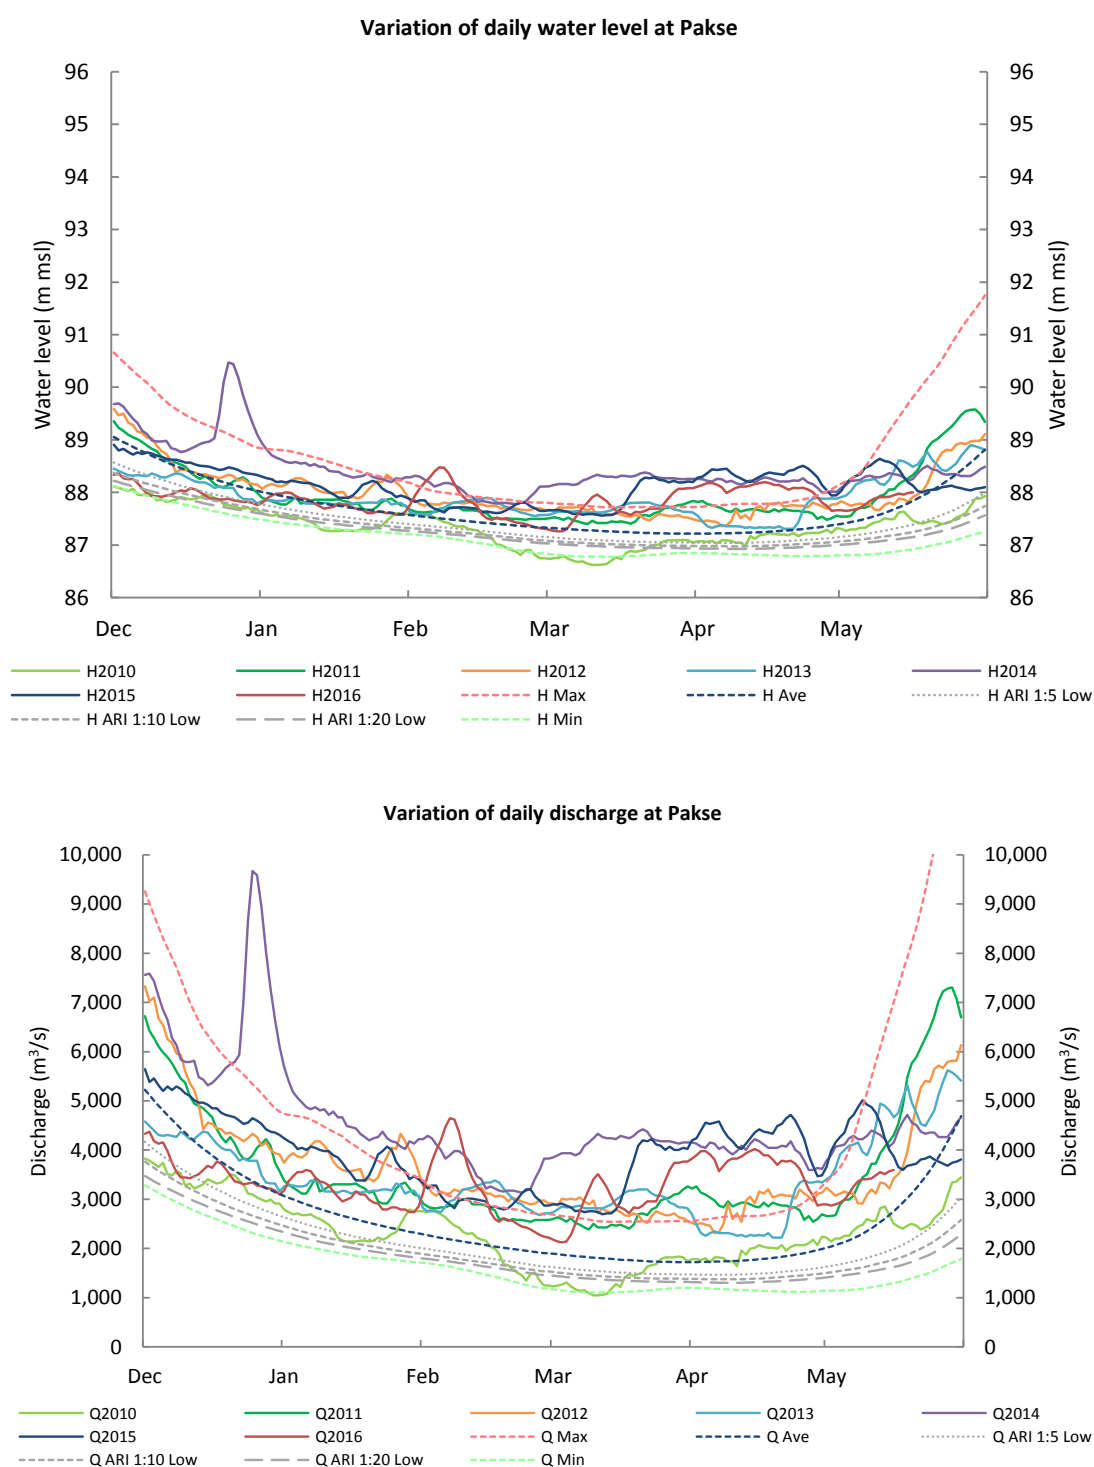 Variation of daily water level at Pakse
96 96
95 95
94 94
93 93
92 92
91 91
90 90
89 89
88 88
87 87
86 86
Water level (m msl)
Water level (m msl)
Dec Jan Feb Mar Apr May
H2010 H2011 H2012 H2013 H2014
H2015 H2016 H Max H Ave H ARI 1:5 Low
H ARI 1:10 Low H ARI 1:20 Low H Min
Variation of daily discharge at Pakse
10,000 10,000
9,000 9,000
8,000 8,000
7,000 7,000
6,000 6,000
5,000 5,000
4,000 4,000
3,000 3,000
2,000 2,000
1,000 1,000
0 0
Discharge (m³/s)
Discharge (m³/s)
Dec Jan Feb Mar Apr May
Q2010 Q2011 Q2012 Q2013 Q2014
Q2015 Q2016 Q Max Q Ave Q ARI 1:5 Low
Q ARI 1:10 Low Q ARI 1:20 Low Q Min